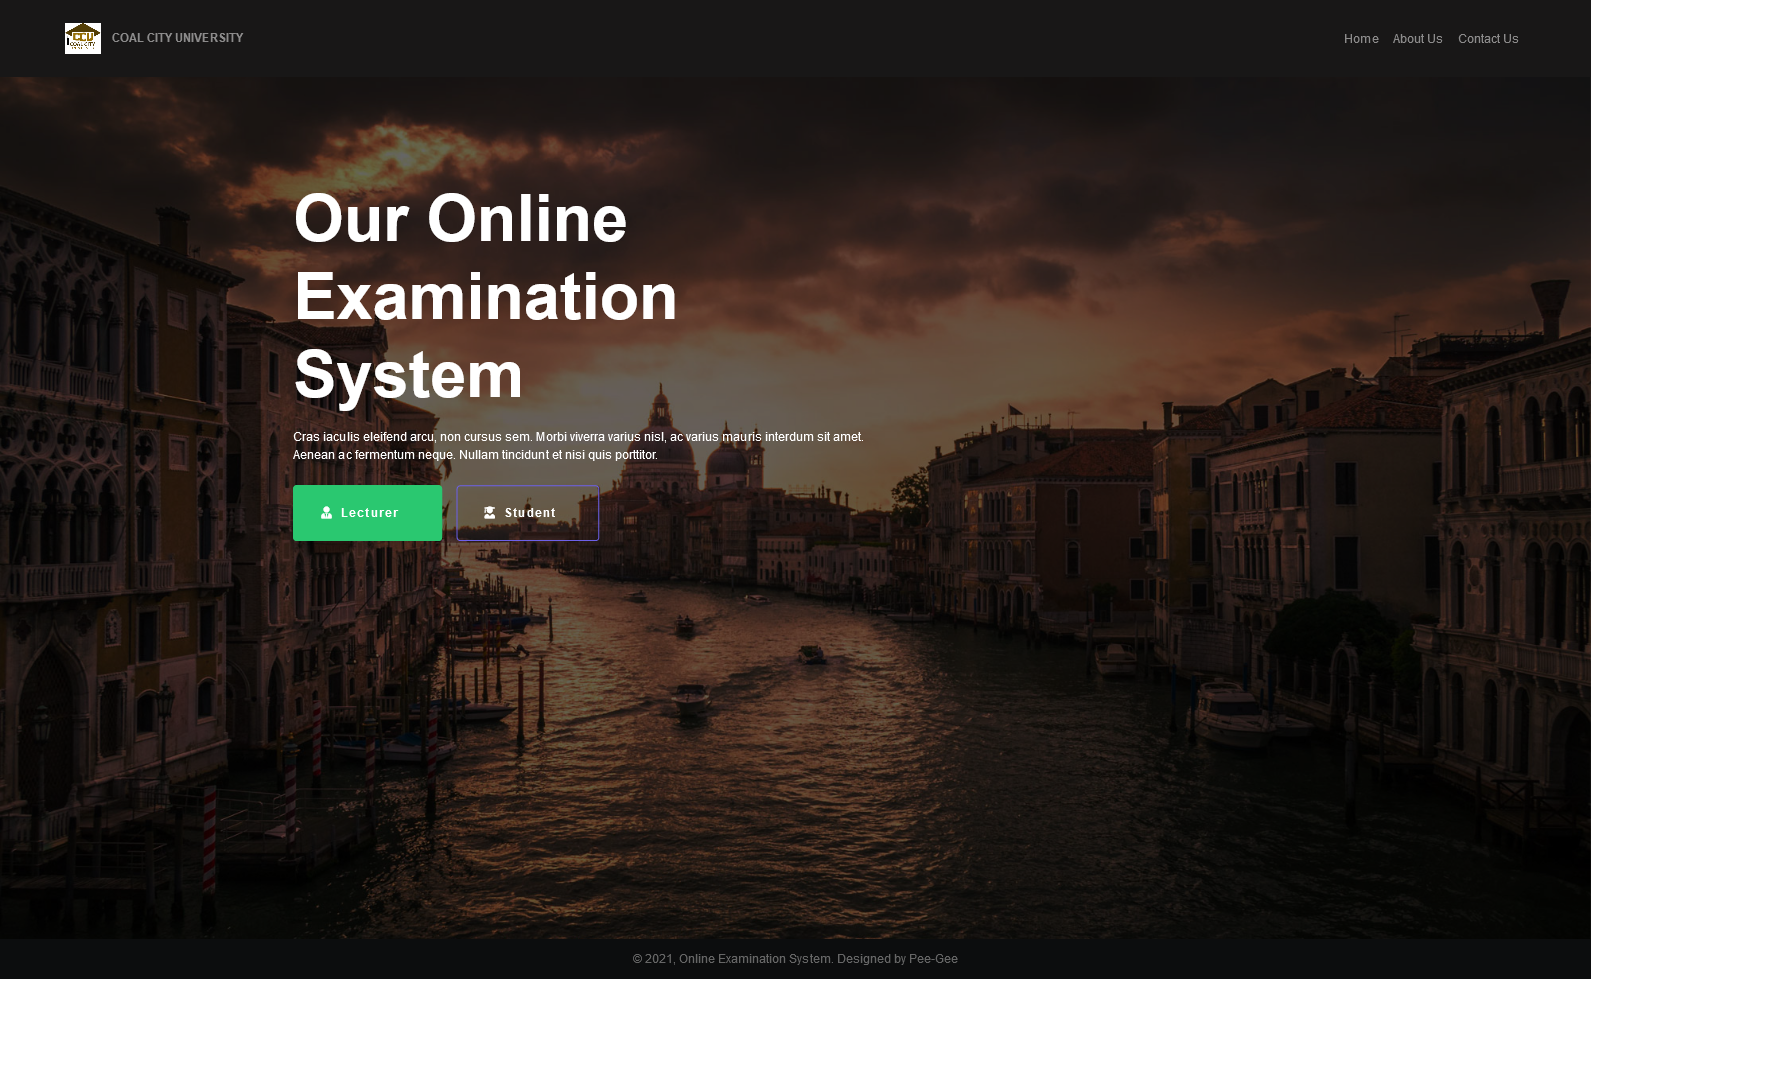 CCU
COAL CITY
COAL CITY UNIVERSITY
Home About Us Contact Us
Our Online
Examination
System
Cras iaculis eleifend arcu, non cursus sem. Morbi viverra varius nisl, ac varius mauris interdum sit amet.
Aenean ac fermentum neque. Nullam tincidunt et nisi quis porttitor.
Lecturer
Student
© 2021, Online Examination System. Designed by Pee-Gee